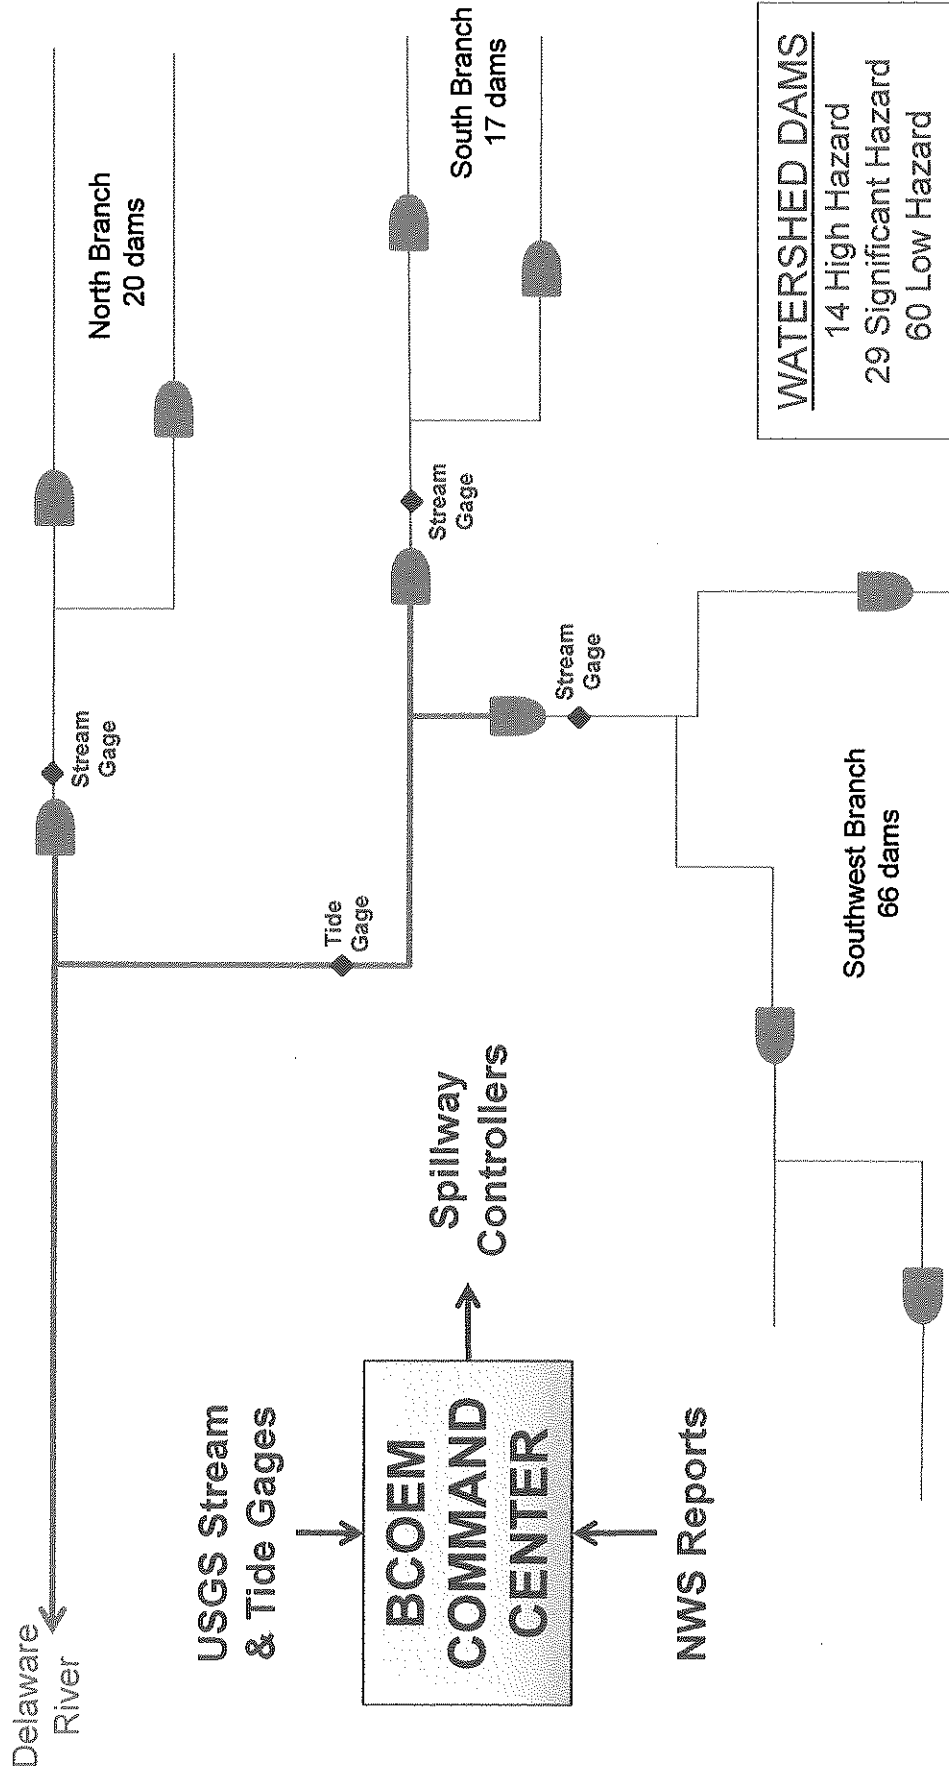 Delaware
River
USGS Stream
& Tide Gages
BCOEM
COMMAND
CENTER
NWS Reports
Spillway
Controllers
Tide
Gage
Stream
Gage
North Branch
20 dams
Stream
Gage
South Branch
17 dams
Stream
Gage
Southwest Branch
66 dams
WATERSHED DAMS
14 High Hazard
29 Significant Hazard
60 Low Hazard